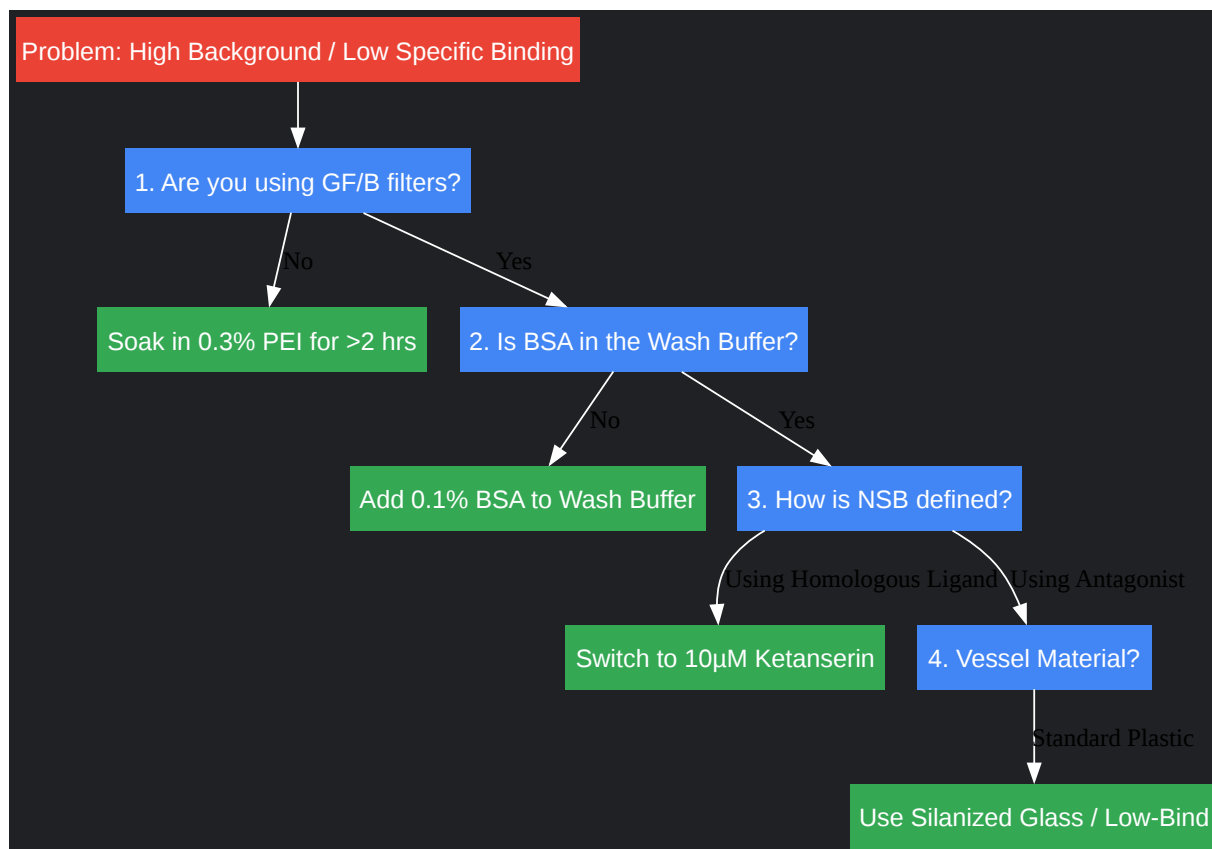 Problem: High Background / Low Specific Binding
1. Are you using GF/B filters?
No
Yes
Soak in 0.3% PEI for >2 hrs
2. Is BSA in the Wash Buffer?
No
Yes
Add 0.1% BSA to Wash Buffer
3. How is NSB defined?
Using Homologous Ligand
Using Antagonist
Switch to 10µM Ketanserin
4. Vessel Material?
Standard Plastic
Use Silanized Glass / Low-Bind